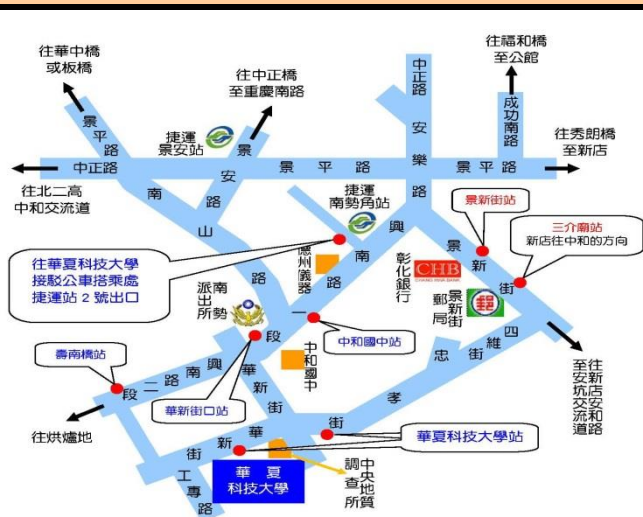 往華中橋
或板橋
往中正橋
至重慶南路
往福和橋
至公館
中正路
安樂路
成功南路
往秀朗橋
至新店
景平路
捷運
景安站
中正路
景平路
景平路
往北二高
中和交流道
景安路
南山路
捷運
南勢角站
景新街站
三介廟站
新店往中和的方向
往華夏科技大學
接駁公車搭乘處
捷運站 2 號出口
興南路一段
景新街
彰化銀行
CHB
CHANG HWA BANK
景新街
郵局
南勢
派出所
中和國中站
中和國中
四維街
忠孝街
壽南橋站
興南路二段
華新街口站
華新街
往新店安和路
至安坑交流道
往烘爐地
華新街
華夏科技大學站
華夏
科技大學
中央地質
調查所
工專路